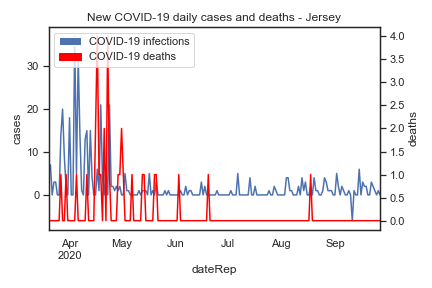 New COVID-19 daily cases and deaths - Jersey
COVID-19 infections
COVID-19 deaths
cases
30
20
10
0
4.0
3.5
3.0
2.5
2.0
1.5
1.0
0.5
0.0
deaths
Apr May Jun Jul Aug Sep
2020
dateRep